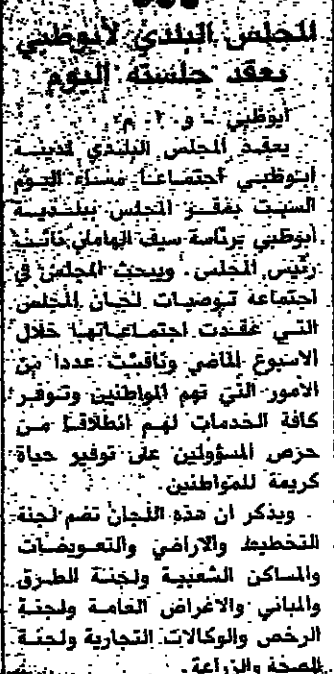 المجلس البلدي لأبوظبي
يعقد جلسته اليوم
أبوظبي - و . ا . م :
يعقد المجلس البلدي لمدينة
أبوظبي اجتماعا مساء اليوم
السبت بمقر المجلس ببلدية
أبوظبي برئاسة سيف الهاملي نائب
رئيس المجلس . ويبحث المجلس في
اجتماعه توصيات لجان المجلس
التي عقدت اجتماعاتها خلال
الاسبوع الماضي وناقشت عددا من
الأمور التي تهم المواطنين وتوفر
كافة الخدمات لهم انطلاقا من
حرص المسؤولين على توفير حياة
كريمة للمواطنين .
ويذكر ان هذه اللجان تضم لجنة
التخطيط والاراضي والتعويضات
والمساكن الشعبية ولجنة الطرق
والمباني والاغراض العامة ولجنة
الرخص والوكالات التجارية ولجنة
الصحة والزراعة .